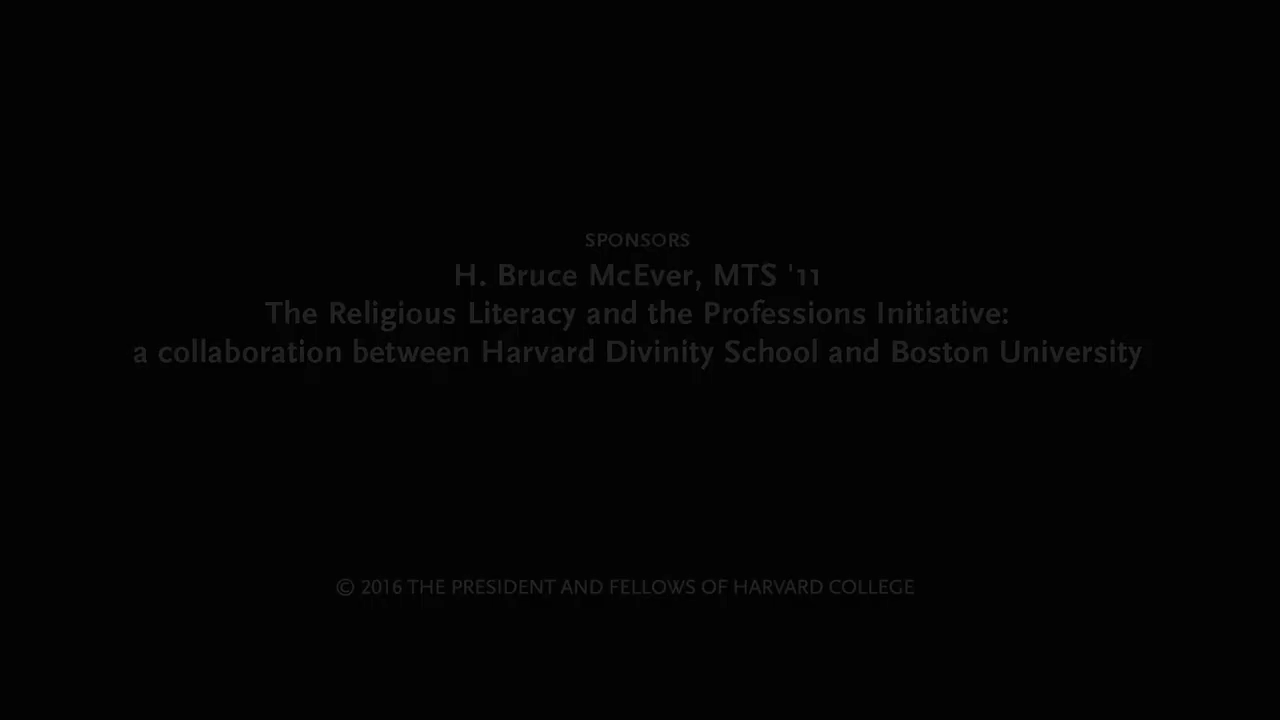 SPONSORS
H. Bruce McEver, MTS '11
The Religious Literacy and the Professions Initiative:
a collaboration between Harvard Divinity School and Boston University
© 2016 THE PRESIDENT AND FELLOWS OF HARVARD COLLEGE